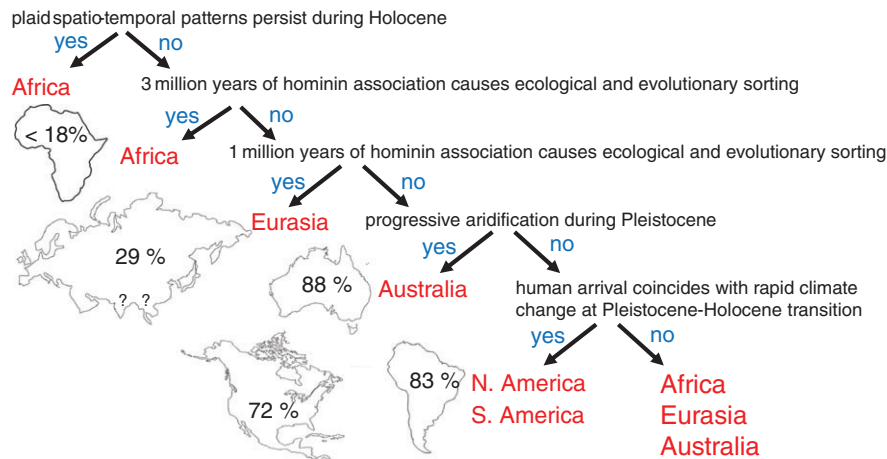 plaid spatio-temporal patterns persist during Holocene
yes
no
Africa
3 million years of hominin association causes ecological and evolutionary sorting
< 18%
yes
no
Africa
1 million years of hominin association causes ecological and evolutionary sorting
yes
no
Eurasia
progressive aridification during Pleistocene
29 %
? ?
yes
no
88 %
Australia
human arrival coincides with rapid climate
change at Pleistocene-Holocene transition
yes
no
72 %
83 %
N. America
S. America
Africa
Eurasia
Australia